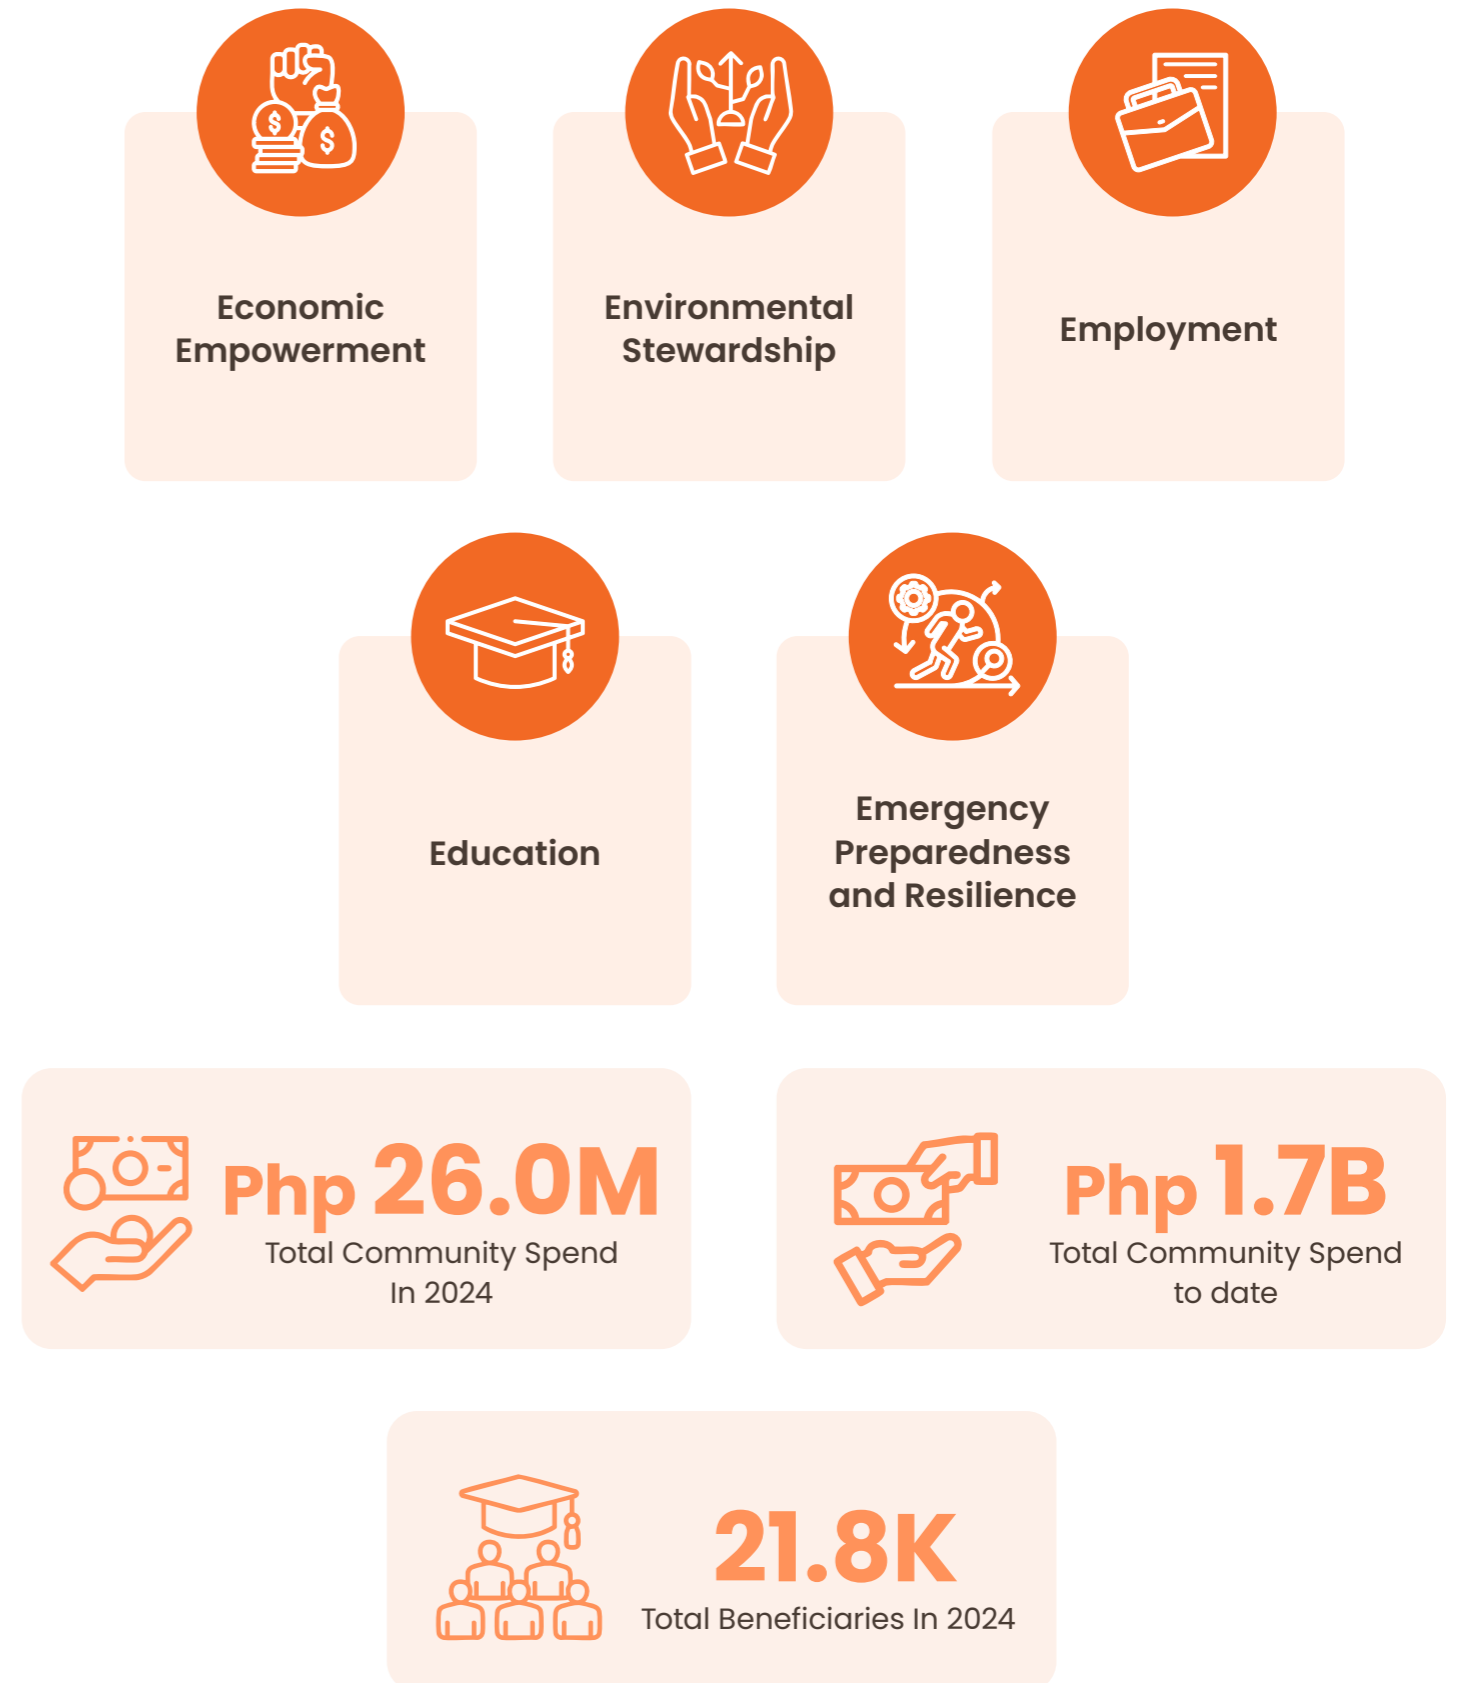 Economic
Empowerment
Environmental
Stewardship
Employment
Education
Emergency
Preparedness
and Resilience
Php 26.0M
Total Community Spend
In 2024
Php 1.7B
Total Community Spend
to date
21.8K
Total Beneficiaries In 2024